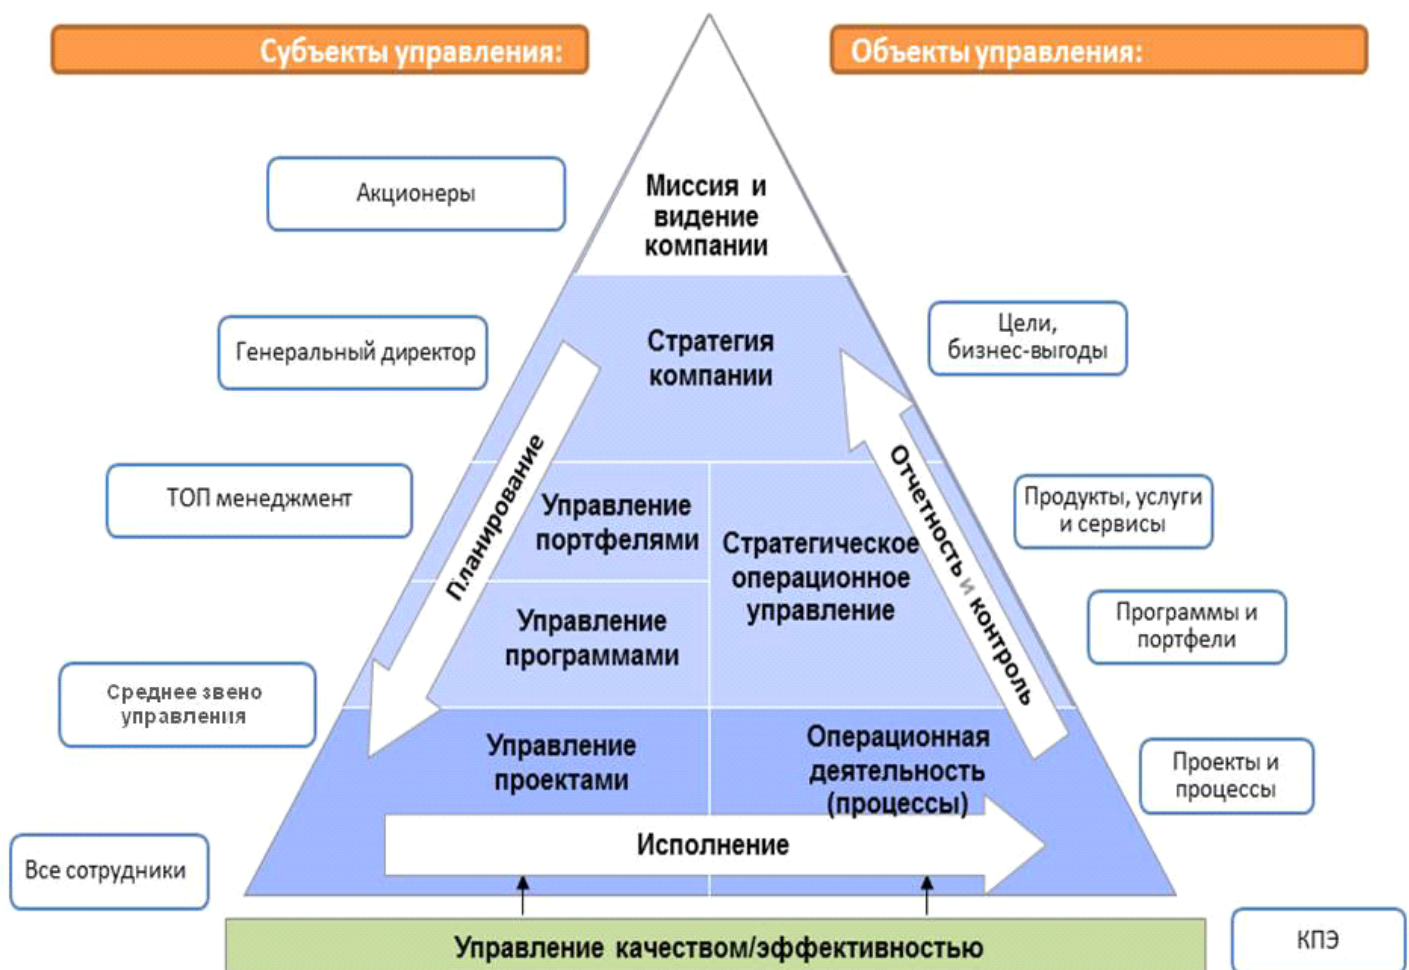 Субъекты управления:
Объекты управления:
Акционеры
Миссия и
видение
компании
Генеральный директор
Стратегия
компании
Цели,
бизнес-выгоды
ТОП менеджмент
Планирование
Управление
портфелями
Стратегическое
операционное
управление
Отчетность и контроль
Продукты, услуги
и сервисы
Управление
программами
Программы и
портфели
Среднее звено
управления
Управление
проектами
Операционная
деятельность
(процессы)
Проекты и
процессы
Исполнение
Все сотрудники
Управление качеством/эффективностью
КПЭ